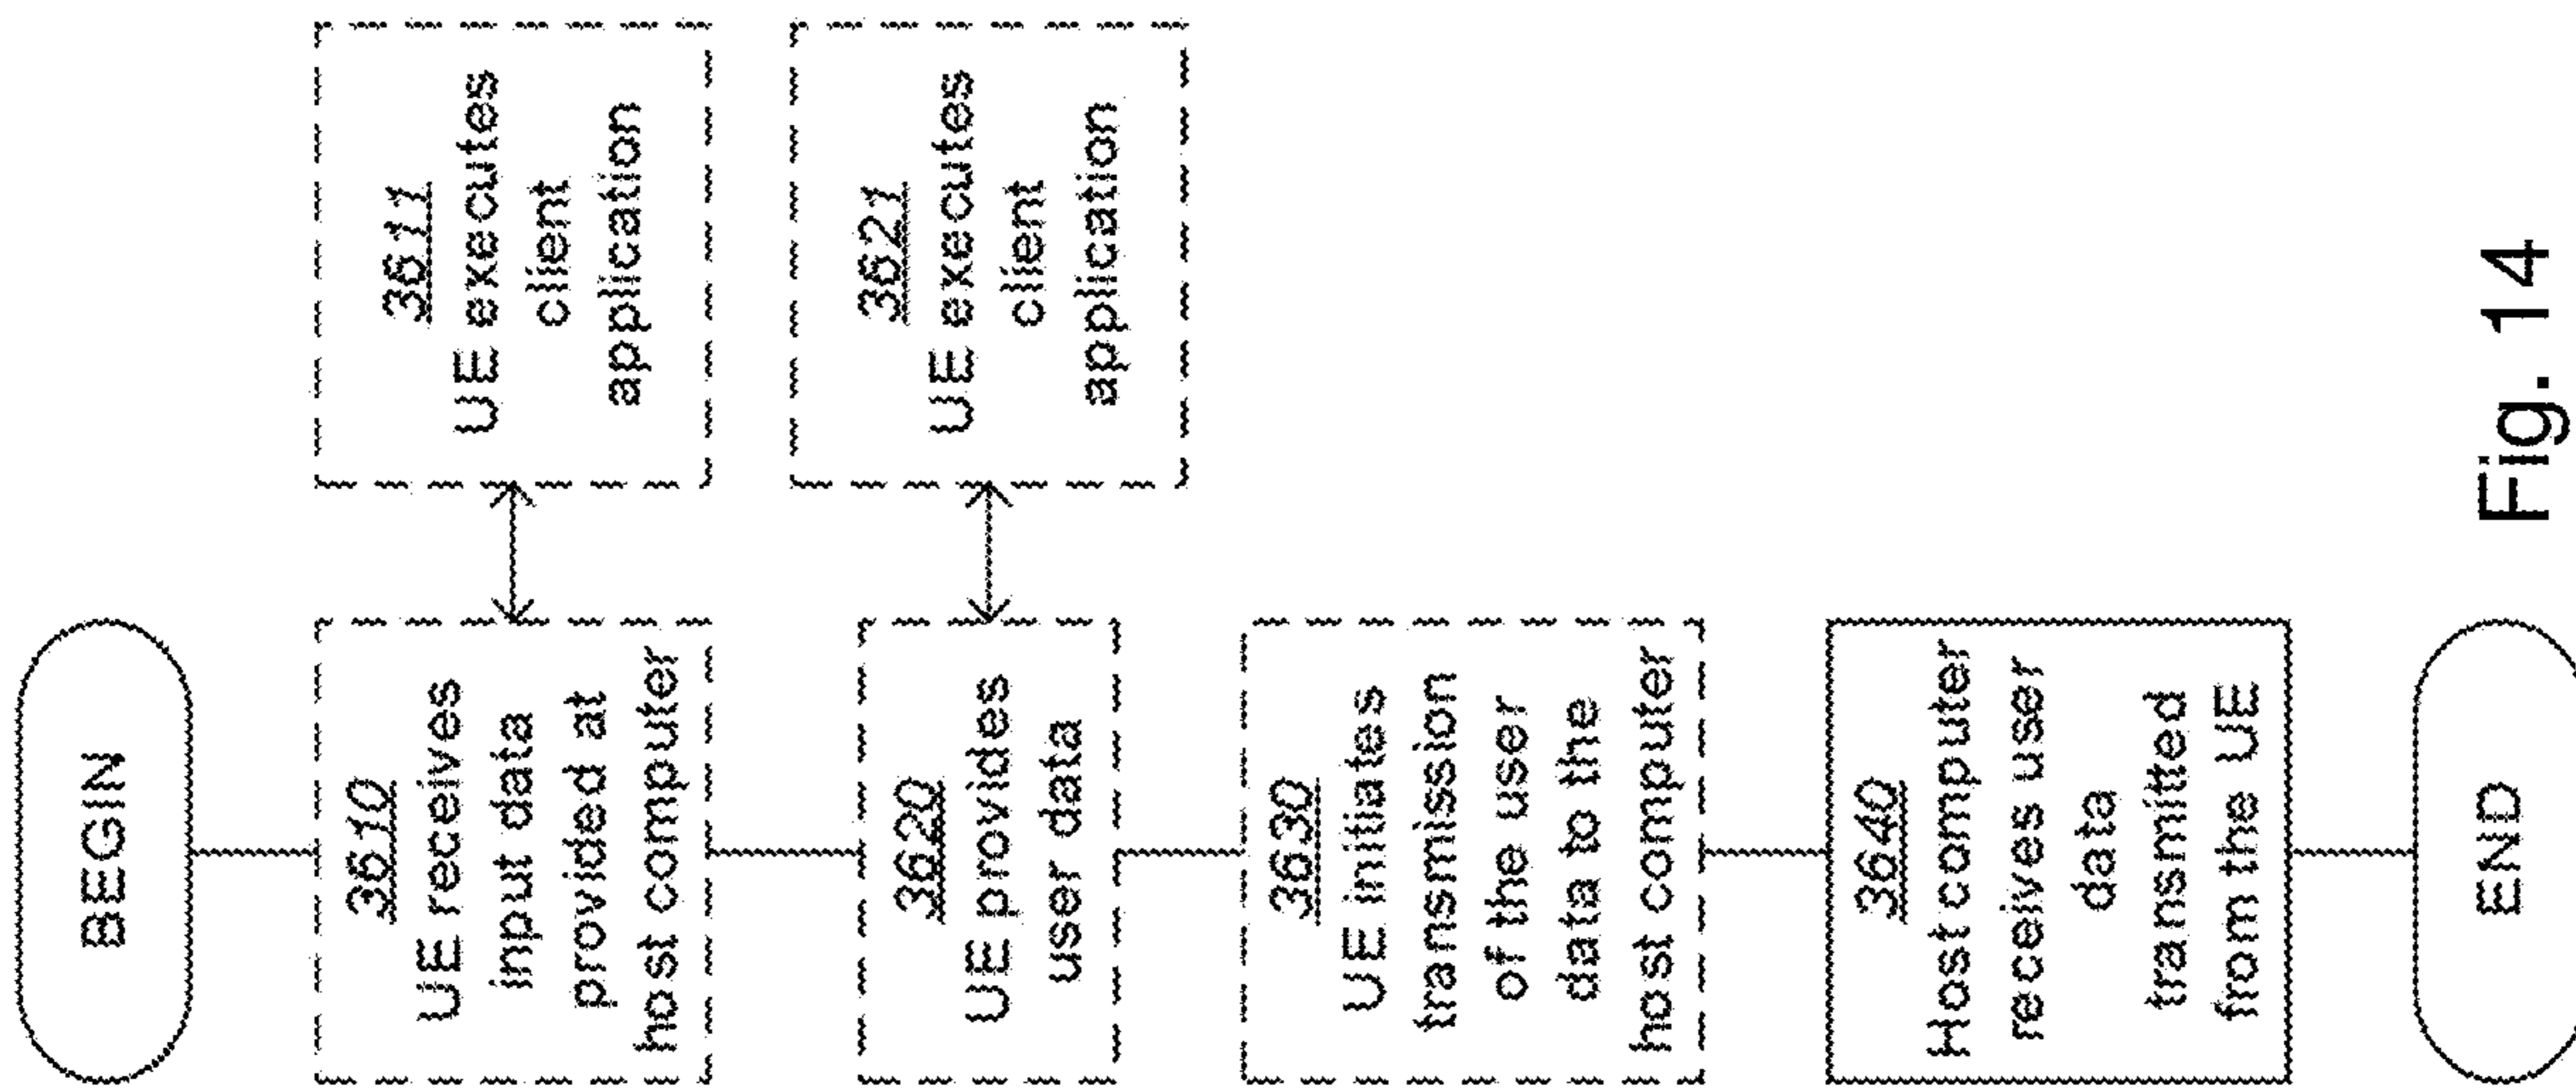 BEGIN
3610
UE receives
input data
provided at
host computer
3611
UE executes
client
application
3620
UE provides
user data
3621
UE executes
client
application
3630
UE initiates
transmission
of the user
data to the
host computer
3640
Host computer
receives user
data
transmitted
from the UE
END
Fig. 14